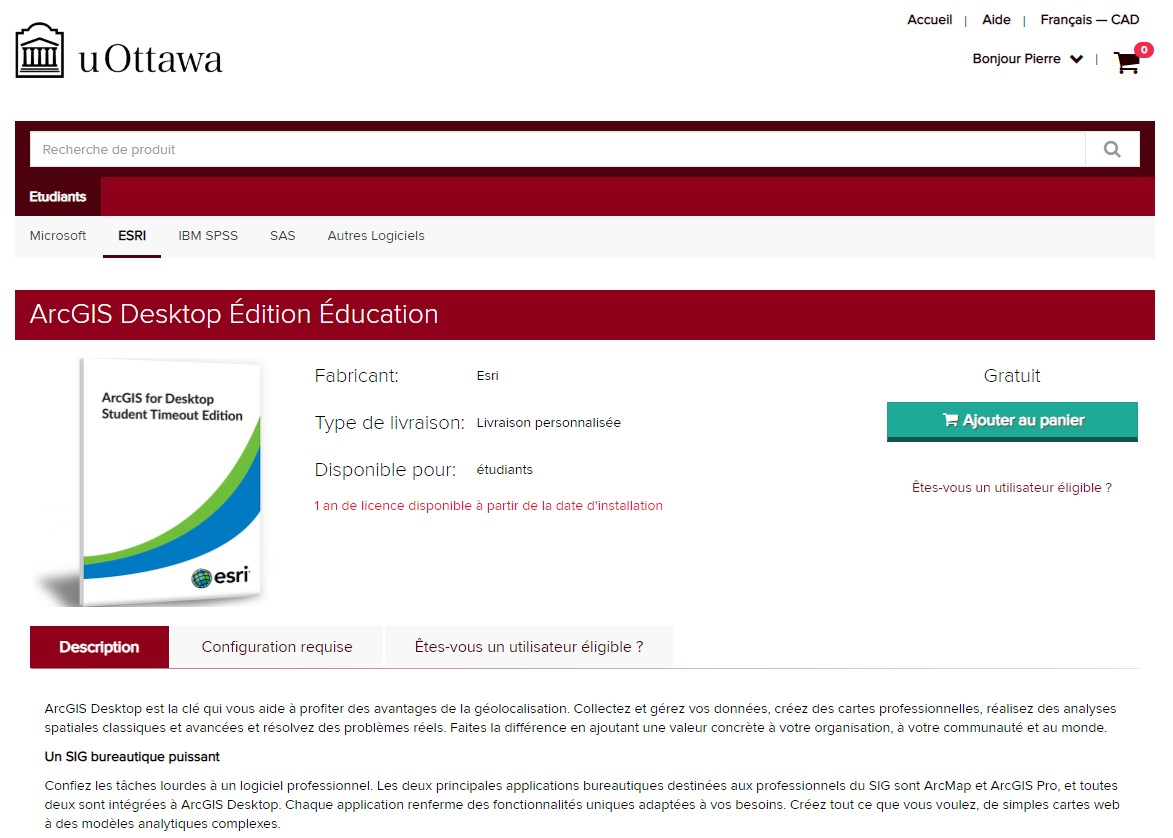 Accueil | Aide | Français — CAD
uOttawa
Bonjour Pierre | 0
Recherche de produit
Etudiants
Microsoft ESRI IBM SPSS SAS Autres Logiciels
ArcGIS Desktop Édition Éducation
ArcGIS for Desktop
Student Timeout Edition
esri
Fabricant: Esri
Type de livraison: Livraison personnalisée
Disponible pour: étudiants
1 an de licence disponible à partir de la date d'installation
Gratuit
Ajouter au panier
Êtes-vous un utilisateur éligible ?
Description Configuration requise Êtes-vous un utilisateur éligible ?
ArcGIS Desktop est la clé qui vous aide à profiter des avantages de la géolocalisation. Collectez et gérez vos données, créez des cartes professionnelles, réalisez des analyses
spatiales classiques et avancées et résolvez des problèmes réels. Faites la différence en ajoutant une valeur concrète à votre organisation, à votre communauté et au monde.
Un SIG bureautique puissant
Confiez les tâches lourdes à un logiciel professionnel. Les deux principales applications bureautiques destinées aux professionnels du SIG sont ArcMap et ArcGIS Pro, et toutes
deux sont intégrées à ArcGIS Desktop. Chaque application renferme des fonctionnalités uniques adaptées à vos besoins. Créez tout ce que vous voulez, de simples cartes web
à des modèles analytiques complexes.